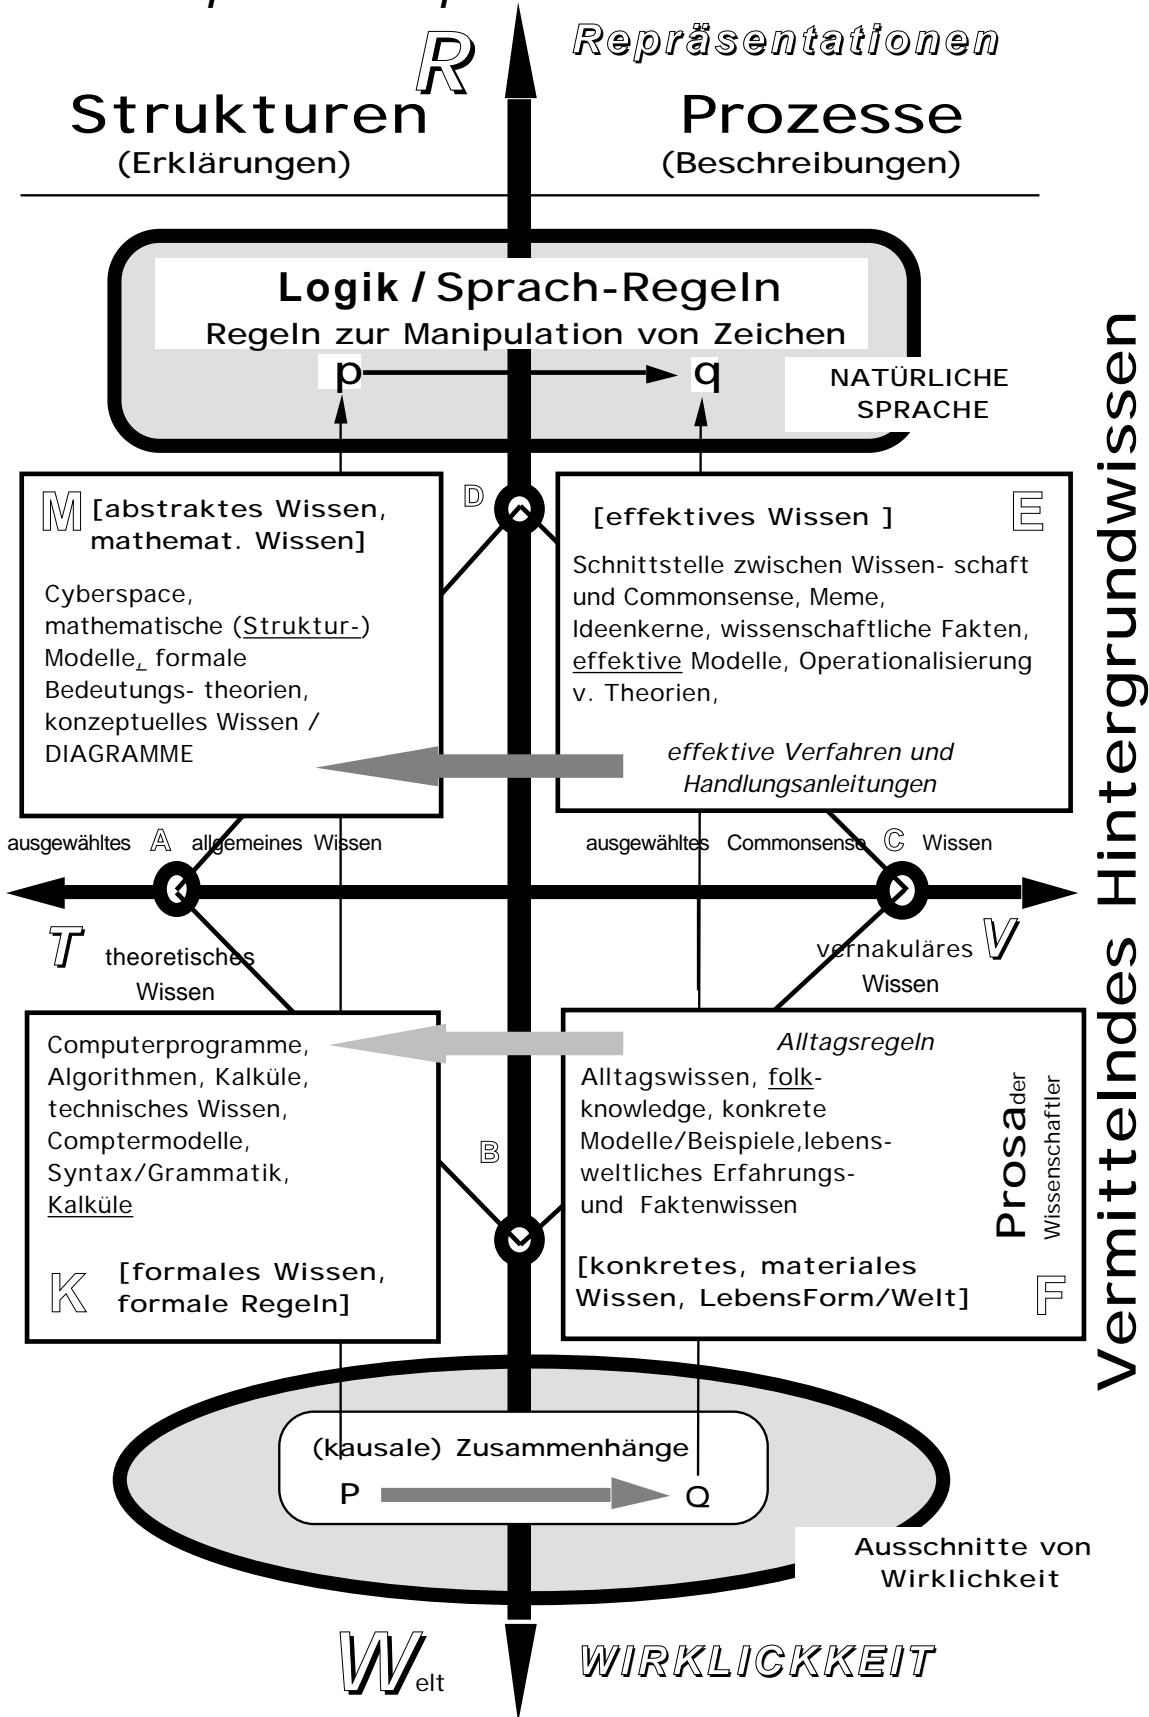 R
Repräsentationen
Strukturen
(Erklärungen)
Prozesse
(Beschreibungen)
Logik / Sprach-Regeln
Regeln zur Manipulation von Zeichen
p
q
NATÜRLICHE
SPRACHE
M
[abstraktes Wissen,
mathemat. Wissen]
Cyberspace,
mathematische (Struktur-)
Modelle, formale
Bedeutungs- theorien,
konzeptuelles Wissen /
DIAGRAMME
D
E
[effektives Wissen ]
Schnittstelle zwischen Wissen- schaft
und Commonsense, Meme,
Ideenkerne, wissenschaftliche Fakten,
effektive Modelle, Operationalisierung
v. Theorien,
effektive Verfahren und
Handlungsanleitungen
ausgewähltes A allgemeines Wissen
ausgewähltes Commonsense C Wissen
T theoretisches
Wissen
vernakuläres V
Wissen
Computerprogramme,
Algorithmen, Kalküle,
technisches Wissen,
Comptermodelle,
Syntax/Grammatik,
Kalküle
K
[formales Wissen,
formale Regeln]
B
Alltagsregeln
Alltagswissen, folk-
knowledge, konkrete
Modelle/Beispiele,lebens-
weltliches Erfahrungs-
und Faktenwissen
[konkretes, materiales
Wissen, LebensForm/Welt]
F
Prosa der
Wissenschaftler
Vermittelndes Hintergrundwissen
(kausale) Zusammenhänge
P
Q
Ausschnitte von
Wirklichkeit
Welt
WIRKLICKKEIT